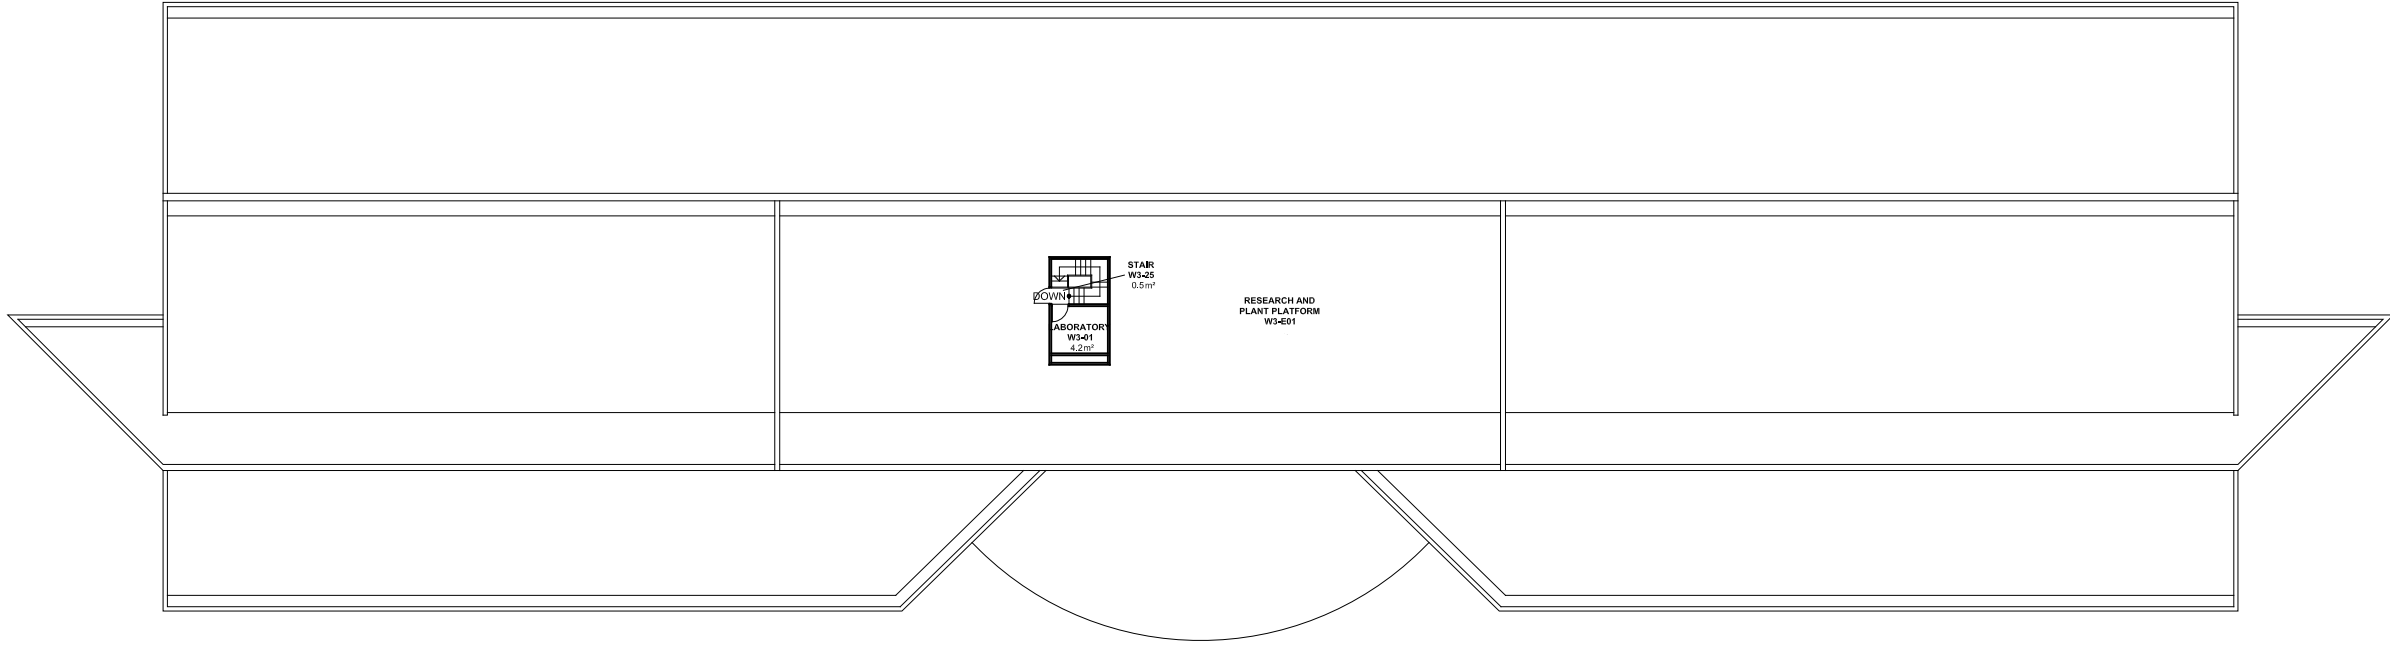 STAIR
W3-25
0.5m²
DOWN
RESEARCH AND
PLANT PLATFORM
W3-E01
LABORATORY
W3-01
4.2m²